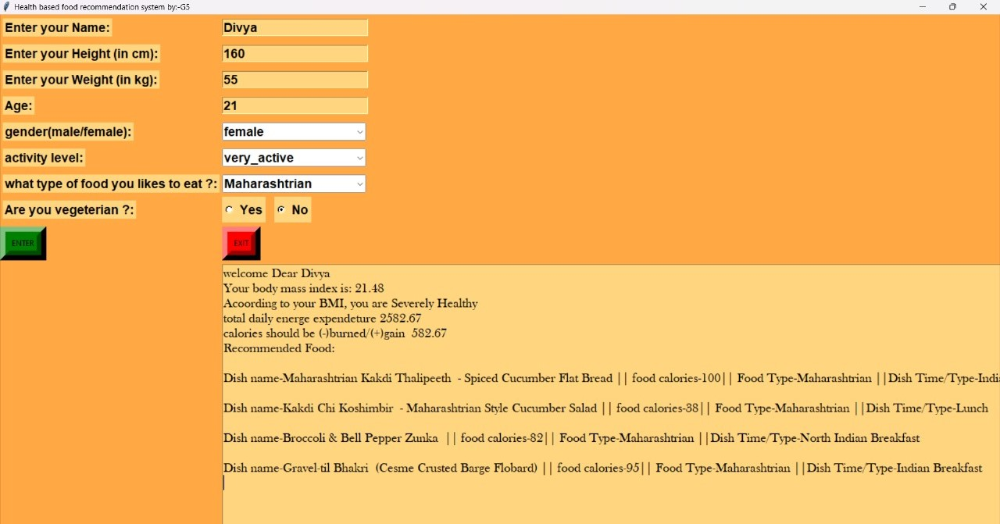 Health based food recommendation system by:-G5
Enter your Name: Divya
Enter your Height (in cm): 160
Enter your Weight (in kg): 55
Age: 21
gender(male/female): female
activity level: very_active
what type of food you likes to eat ?: Maharashtrian
Are you vegeterian ?: Yes No
ENTER EXIT
welcome Dear Divya
Your body mass index is: 21.48
Acoording to your BMI, you are Severely Healthy
total daily energe expendeture 2582.67
calories should be (-)burned/(+)gain  582.67
Recommended Food:
Dish name-Maharashtrian Kakdi Thalipeeth  - Spiced Cucumber Flat Bread || food calories-100|| Food Type-Maharashtrian ||Dish Time/Type-India
Dish name-Kakdi Chi Koshimbir  - Maharashtrian Style Cucumber Salad || food calories-38|| Food Type-Maharashtrian ||Dish Time/Type-Lunch
Dish name-Broccoli & Bell Pepper Zunka  || food calories-82|| Food Type-Maharashtrian ||Dish Time/Type-North Indian Breakfast
Dish name-Gravel-til Bhakri  (Cesme Crusted Barge Flobard) || food calories-95|| Food Type-Maharashtrian ||Dish Time/Type-Indian Breakfast